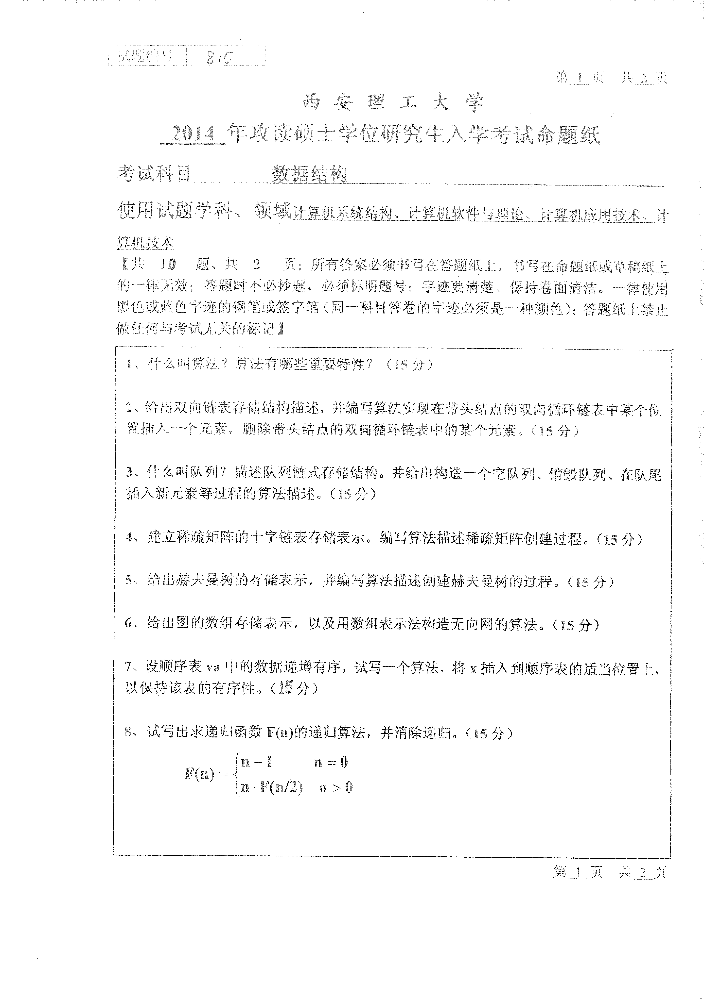 试题编号 815
第 1 页 共 2 页
西安理工大学
2014 年攻读硕士学位研究生入学考试命题纸
考试科目 数据结构
使用试题学科、领域计算机系统结构、计算机软件与理论、计算机应用技术、计
算机技术
【共 10 题、共 2 页；所有答案必须书写在答题纸上，书写在命题纸或草稿纸上
的一律无效；答题时不必抄题，必须标明题号；字迹要清楚、保持卷面清洁。一律使用
黑色或蓝色字迹的钢笔或签字笔（同一科目答卷的字迹必须是一种颜色）；答题纸上禁止
做任何与考试无关的标记】
1、什么叫算法？算法有哪些重要特性？（15 分）
2、给出双向链表存储结构描述，并编写算法实现在带头结点的双向循环链表中某个位
置插入一个元素，删除带头结点的双向循环链表中的某个元素。（15 分）
3、什么叫队列？描述队列链式存储结构。并给出构造一个空队列、销毁队列、在队尾
插入新元素等过程的算法描述。（15 分）
4、建立稀疏矩阵的十字链表存储表示。编写算法描述稀疏矩阵创建过程。（15 分）
5、给出赫夫曼树的存储表示，并编写算法描述创建赫夫曼树的过程。（15 分）
6、给出图的数组存储表示，以及用数组表示法构造无向网的算法。（15 分）
7、设顺序表 va 中的数据递增有序，试写一个算法，将 x 插入到顺序表的适当位置上，
以保持该表的有序性。（15 分）
8、试写出求递归函数 F(n)的递归算法，并消除递归。（15 分）
n + 1 n = 0
F(n) = {
n · F(n/2) n > 0
第 1 页 共 2 页